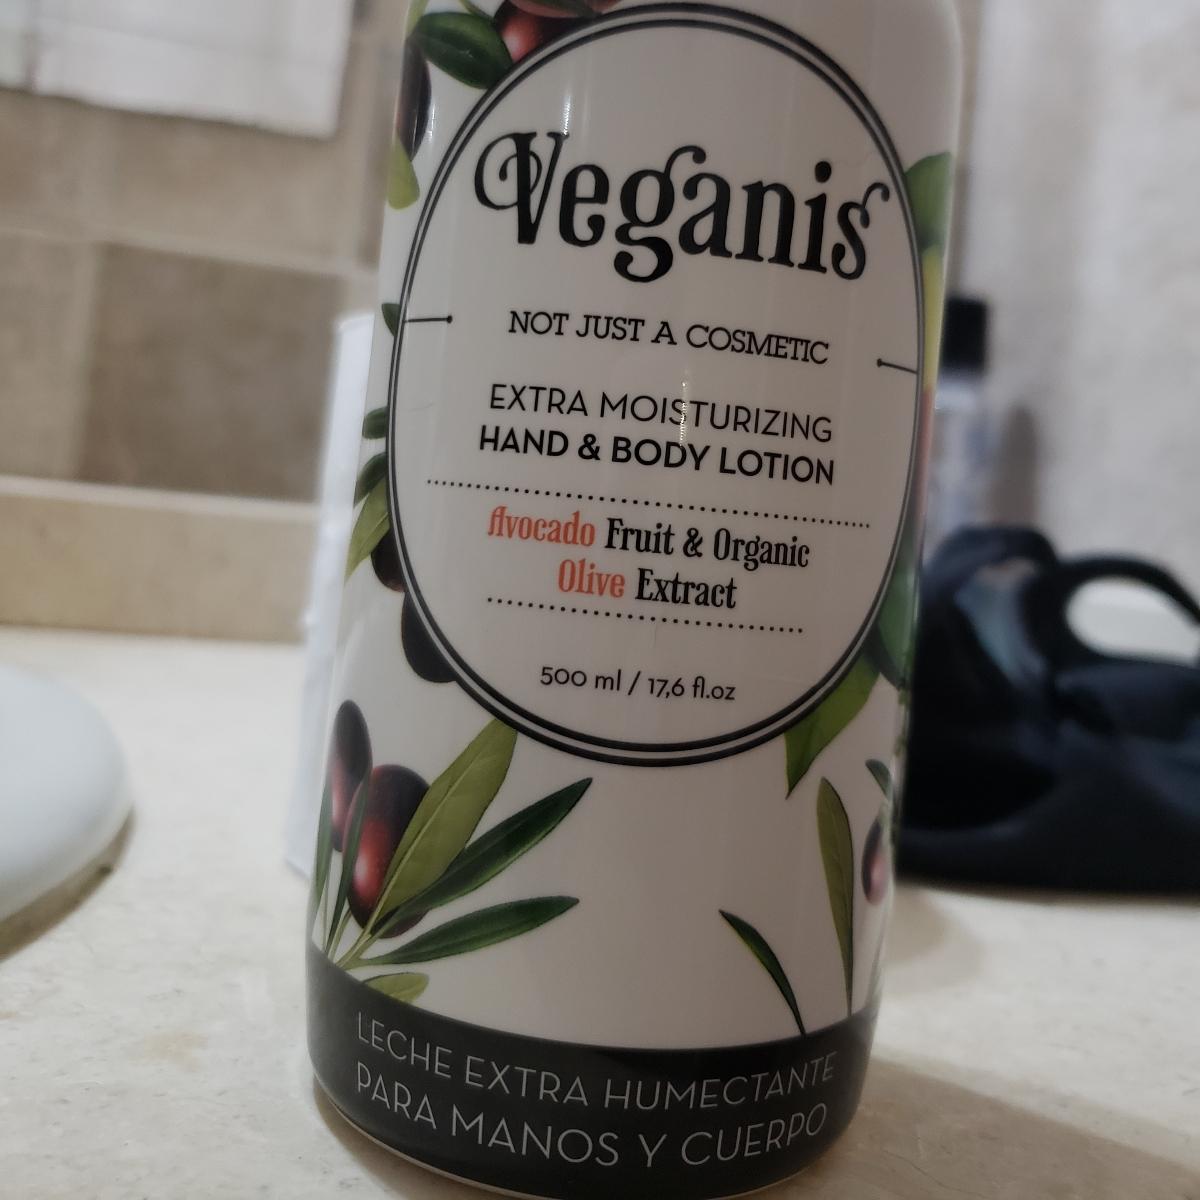 Veganis
NOT JUST A COSMETIC
EXTRA MOISTURIZING
HAND & BODY LOTION
Avocado Fruit & Organic
Olive Extract
500 ml / 17,6 fl.oz
LECHE EXTRA HUMECTANTE
PARA MANOS Y CUERPO